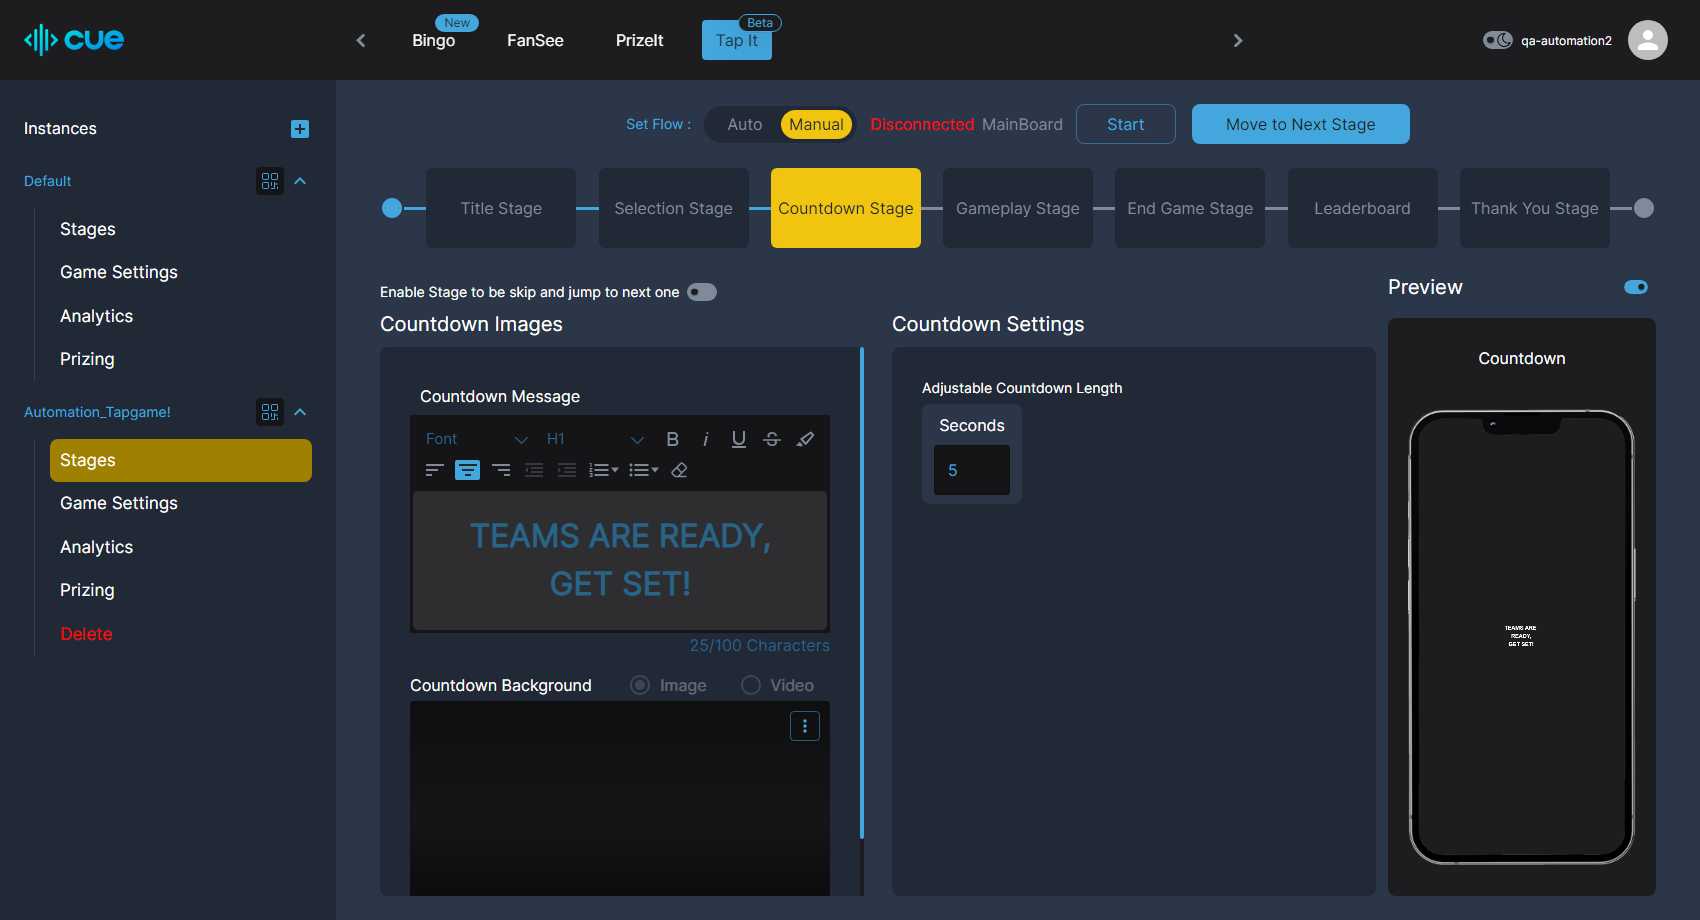 cue
New
Bingo
FanSee
PrizeIt
Beta
Tap It
qa-automation2
Instances
Default
Stages
Game Settings
Analytics
Prizing
Automation_Tapgame!
Stages
Game Settings
Analytics
Prizing
Delete
Set Flow :
Auto
Manual
Disconnected MainBoard
Start
Move to Next Stage
Title Stage
Selection Stage
Countdown Stage
Gameplay Stage
End Game Stage
Leaderboard
Thank You Stage
Enable Stage to be skip and jump to next one
Countdown Images
Countdown Message
Font
H1
B
i
U
S
TEAMS ARE READY,
GET SET!
25/100 Characters
Countdown Background
Image
Video
Countdown Settings
Adjustable Countdown Length
Seconds
5
Preview
Countdown
TEAMS ARE
READY,
GET SET!